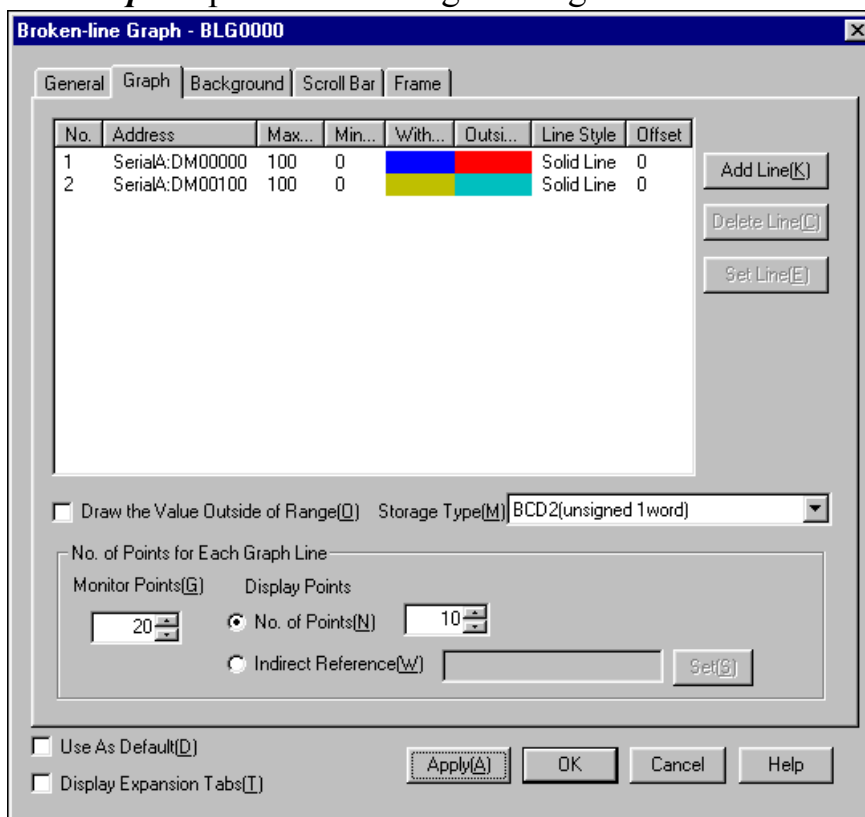 Broken-line Graph - BLG0000
General Graph Background Scroll Bar Frame
No. Address Max... Min... With... Outsi... Line Style Offset
1 SerialA:DM00000 100 0 Solid Line 0
2 SerialA:DM00100 100 0 Solid Line 0
Add Line(K)
Delete Line(C)
Set Line(E)
Draw the Value Outside of Range(O) Storage Type(M) BCD2(unsigned 1word)
No. of Points for Each Graph Line
Monitor Points(G) Display Points
20 No. of Points(N) 10
Indirect Reference(W) Set(S)
Use As Default(D)
Display Expansion Tabs(T)
Apply(A) OK Cancel Help